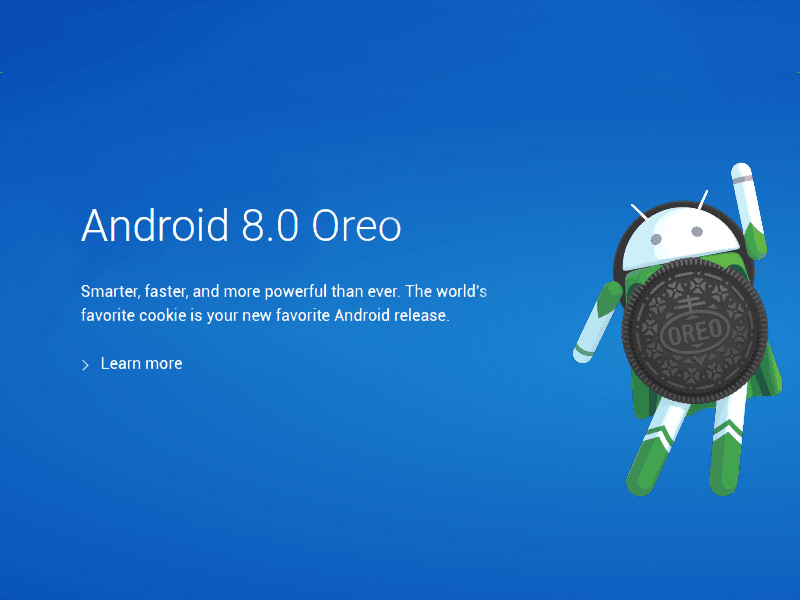 Android 8.0 Oreo
Smarter, faster, and more powerful than ever. The world's
favorite cookie is your new favorite Android release.
Learn more
OREO